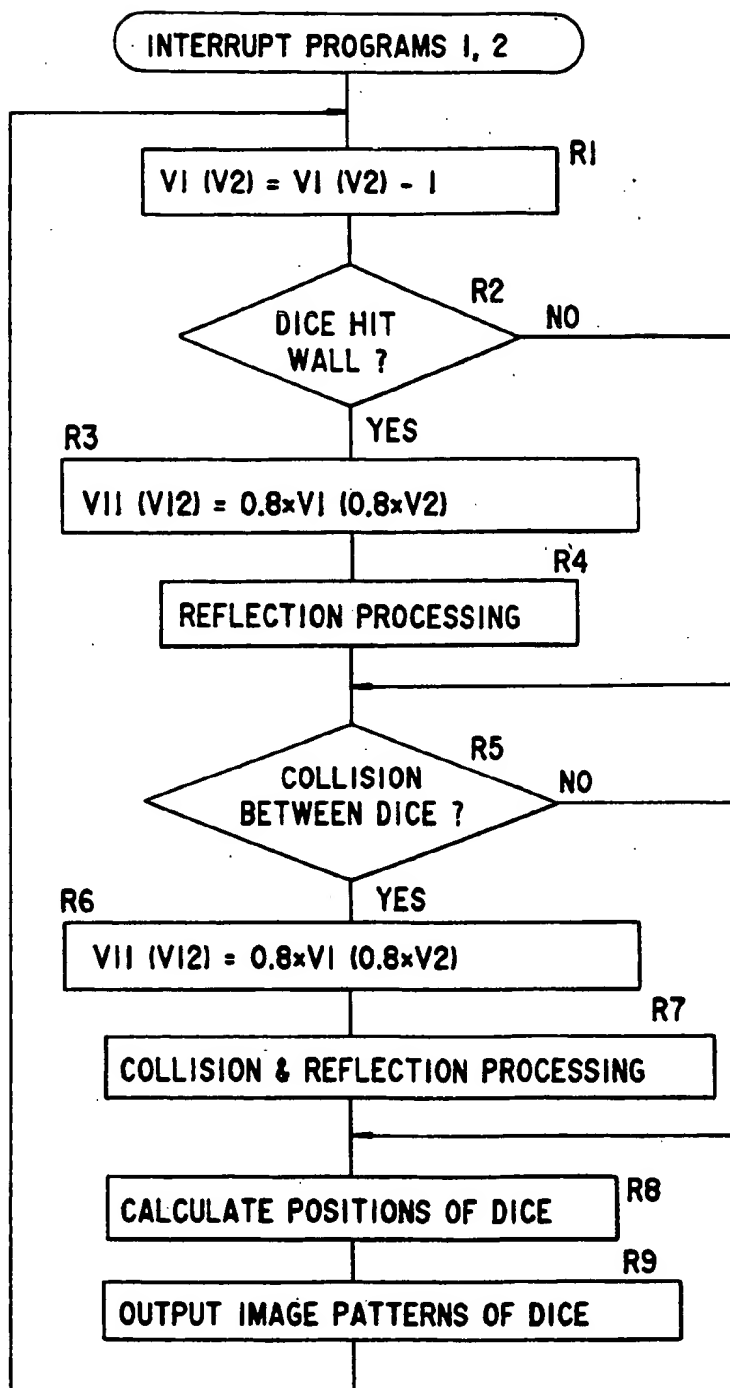 INTERRUPT PROGRAMS 1, 2
R1
V1 (V2) = V1 (V2) - 1
R2
DICE HIT
WALL ?
NO
YES
R3
V11 (V12) = 0.8×V1 (0.8×V2)
R4
REFLECTION PROCESSING
R5
COLLISION
BETWEEN DICE ?
NO
YES
R6
V11 (V12) = 0.8×V1 (0.8×V2)
R7
COLLISION & REFLECTION PROCESSING
R8
CALCULATE POSITIONS OF DICE
R9
OUTPUT IMAGE PATTERNS OF DICE